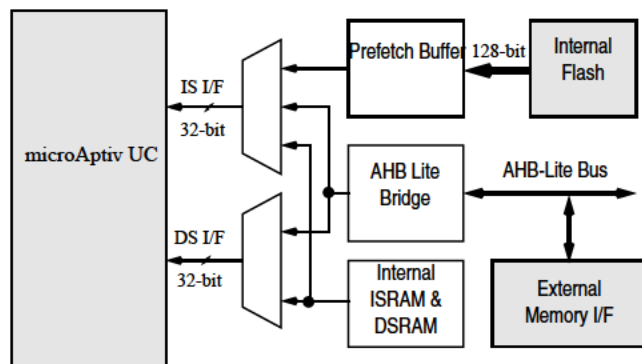 microAptiv UC
IS I/F
32-bit
DS I/F
32-bit
Prefetch Buffer
128-bit
Internal
Flash
AHB Lite
Bridge
AHB-Lite Bus
Internal
ISRAM &
DSRAM
External
Memory I/F